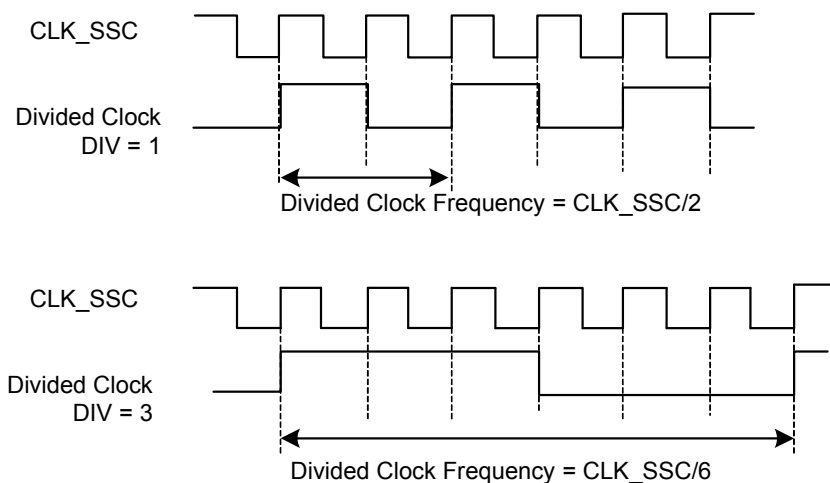 CLK_SSC
Divided Clock
DIV = 1
Divided Clock Frequency = CLK_SSC/2
CLK_SSC
Divided Clock
DIV = 3
Divided Clock Frequency = CLK_SSC/6